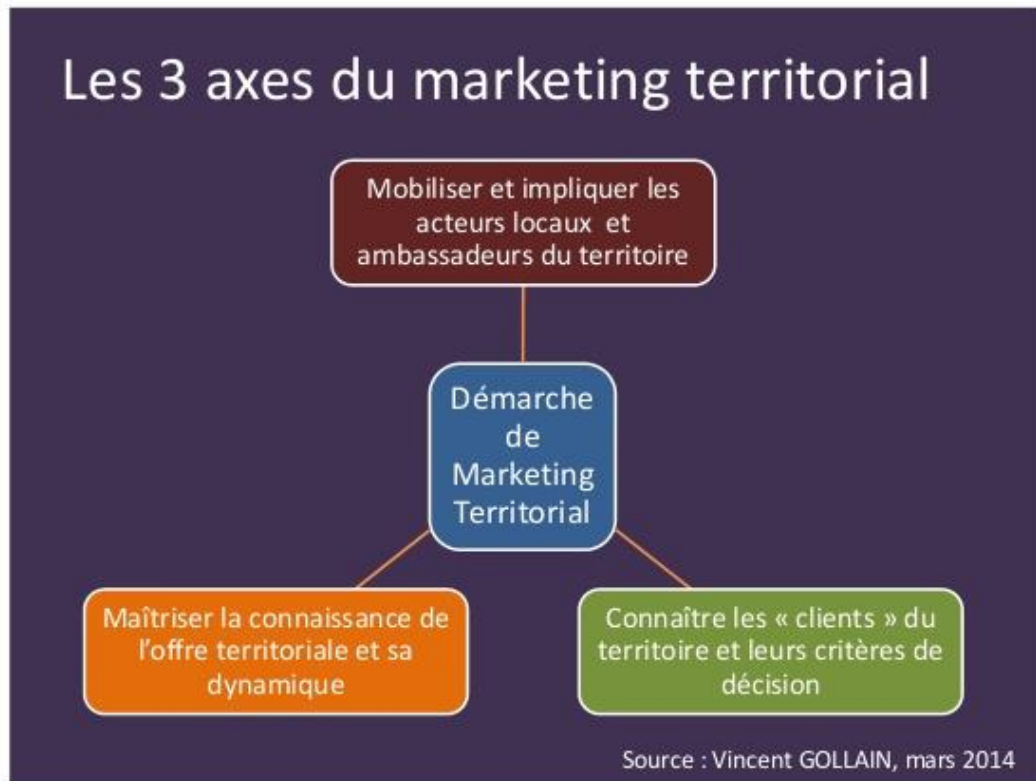 Les 3 axes du marketing territorial
Mobiliser et impliquer les
acteurs locaux et
ambassadeurs du territoire
Démarche
de
Marketing
Territorial
Maîtriser la connaissance de
l’offre territoriale et sa
dynamique
Connaître les « clients » du
territoire et leurs critères de
décision
Source : Vincent GOLLAIN, mars 2014